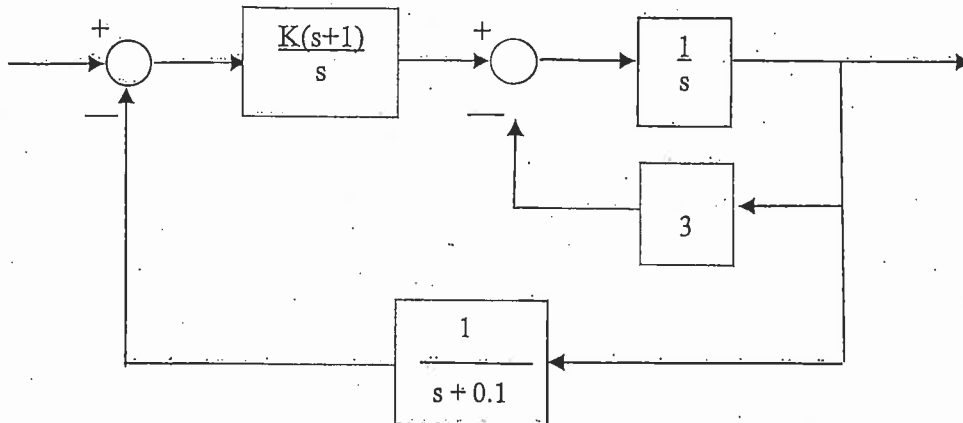 +
K(s+1)
s
+
1
s
—
—
3
1
s + 0.1